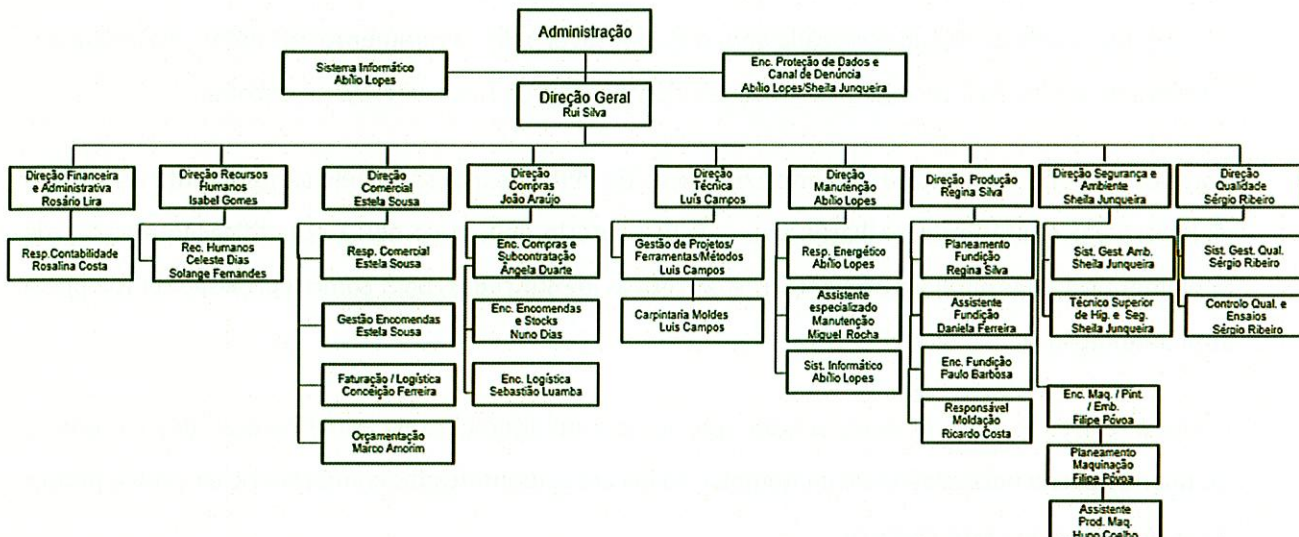 Administração
Sistema Informático
Abílio Lopes
Enc. Proteção de Dados e
Canal de Denúncia
Abílio Lopes/Sheila Junqueira
Direção Geral
Rui Silva
Direção Financeira
e Administrativa
Rosário Lira
Direção Recursos
Humanos
Isabel Gomes
Direção
Comercial
Estela Sousa
Direção
Compras
João Araújo
Direção
Técnica
Luís Campos
Direção
Manutenção
Abílio Lopes
Direção Produção
Regina Silva
Direção Segurança e
Ambiente
Sheila Junqueira
Direção
Qualidade
Sérgio Ribeiro
Resp.Contabilidade
Rosalina Costa
Rec. Humanos
Celeste Dias
Solange Fernandes
Resp. Comercial
Estela Sousa
Gestão Encomendas
Estela Sousa
Faturação / Logística
Conceição Ferreira
Orçamentação
Marco Amorim
Enc. Compras e
Subcontratação
Ângela Duarte
Enc. Encomendas
e Stocks
Nuno Dias
Enc. Logística
Sebastião Luamba
Gestão de Projetos/
Ferramentas/Métodos
Luis Campos
Carpintaria Moldes
Luis Campos
Resp. Energético
Abílio Lopes
Assistente
especializado
Manutenção
Miguel Rocha
Sist. Informático
Abílio Lopes
Planeamento
Fundição
Regina Silva
Assistente
Fundição
Daniela Ferreira
Enc. Fundição
Paulo Barbosa
Responsável
Moldação
Ricardo Costa
Sist. Gest. Amb.
Sheila Junqueira
Técnico Superior
de Hig. e Seg.
Sheila Junqueira
Enc. Maq. / Pint.
/ Emb.
Filipe Póvoa
Planeamento
Maquinação
Filipe Póvoa
Assistente
Prod. Maq.
Hugo Coelho
Sist. Gest. Qual.
Sérgio Ribeiro
Controlo Qual. e
Ensaios
Sérgio Ribeiro